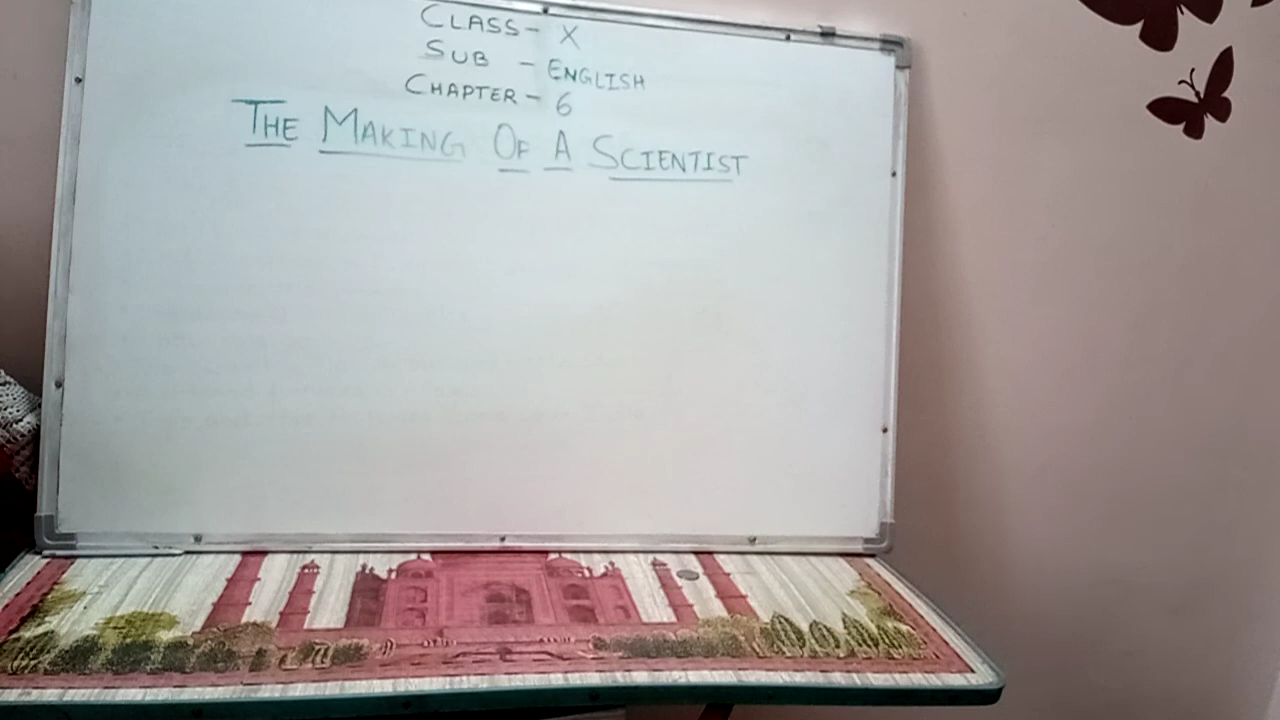 CLASS- X
SUB - ENGLISH
CHAPTER - 6
THE MAKING OF A SCIENTIST